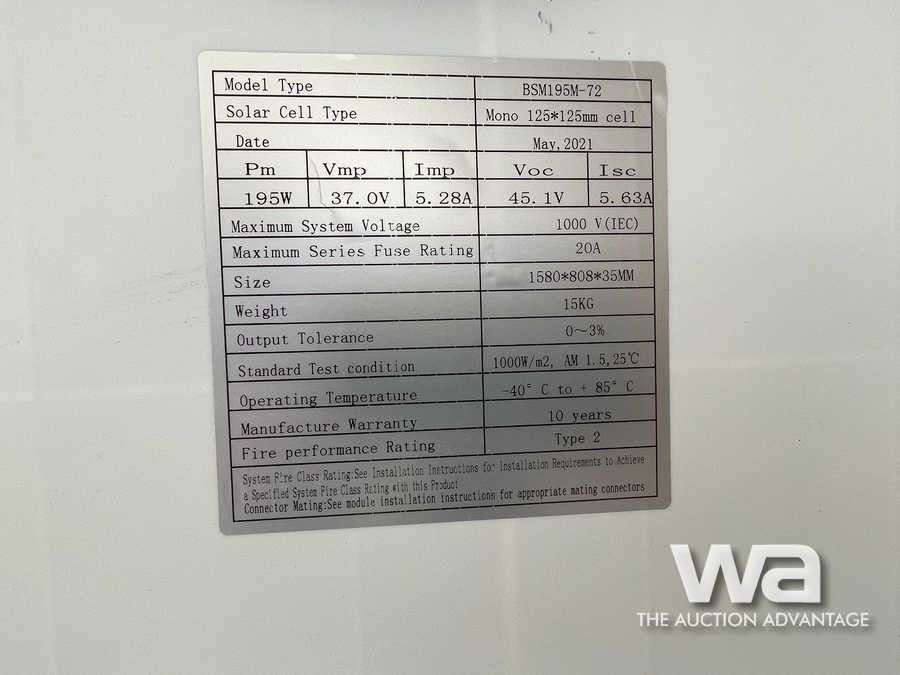 Model Type BSM195M-72
Solar Cell Type Mono 125*125mm cell
Date May,2021
Pm Vmp Imp Voc Isc
195W 37.0V 5.28A 45.1V 5.63A
Maximum System Voltage 1000 V(IEC)
Maximum Series Fuse Rating 20A
Size 1580*808*35MM
Weight 15KG
Output Tolerance 0~3%
Standard Test condition 1000W/m2, AM 1.5,25℃
Operating Temperature -40° C to + 85° C
Manufacture Warranty 10 years
Fire performance Rating Type 2
System Fire Class Rating:See Installation Instructions for Installation Requirements to Achieve
a Specified System Fire Class Rating with this Product
Connector Mating:See module installation instructions for appropriate mating connectors
wa
THE AUCTION ADVANTAGE